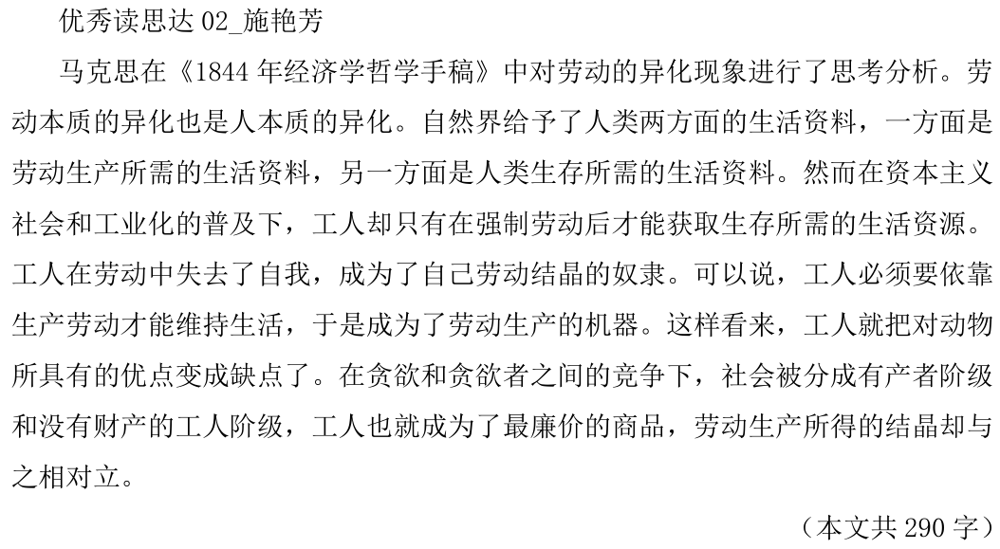 优秀读思达 02_施艳芳
马克思在《1844 年经济学哲学手稿》中对劳动的异化现象进行了思考分析。劳
动本质的异化也是人本质的异化。自然界给予了人类两方面的生活资料，一方面是
劳动生产所需的生活资料，另一方面是人类生存所需的生活资料。然而在资本主义
社会和工业化的普及下，工人却只有在强制劳动后才能获取生存所需的生活资源。
工人在劳动中失去了自我，成为了自己劳动结晶的奴隶。可以说，工人必须要依靠
生产劳动才能维持生活，于是成为了劳动生产的机器。这样看来，工人就把对动物
所具有的优点变成缺点了。在贪欲和贪欲者之间的竞争下，社会被分成有产者阶级
和没有财产的工人阶级，工人也就成为了最廉价的商品，劳动生产所得的结晶却与
之相对立。
（本文共 290 字）